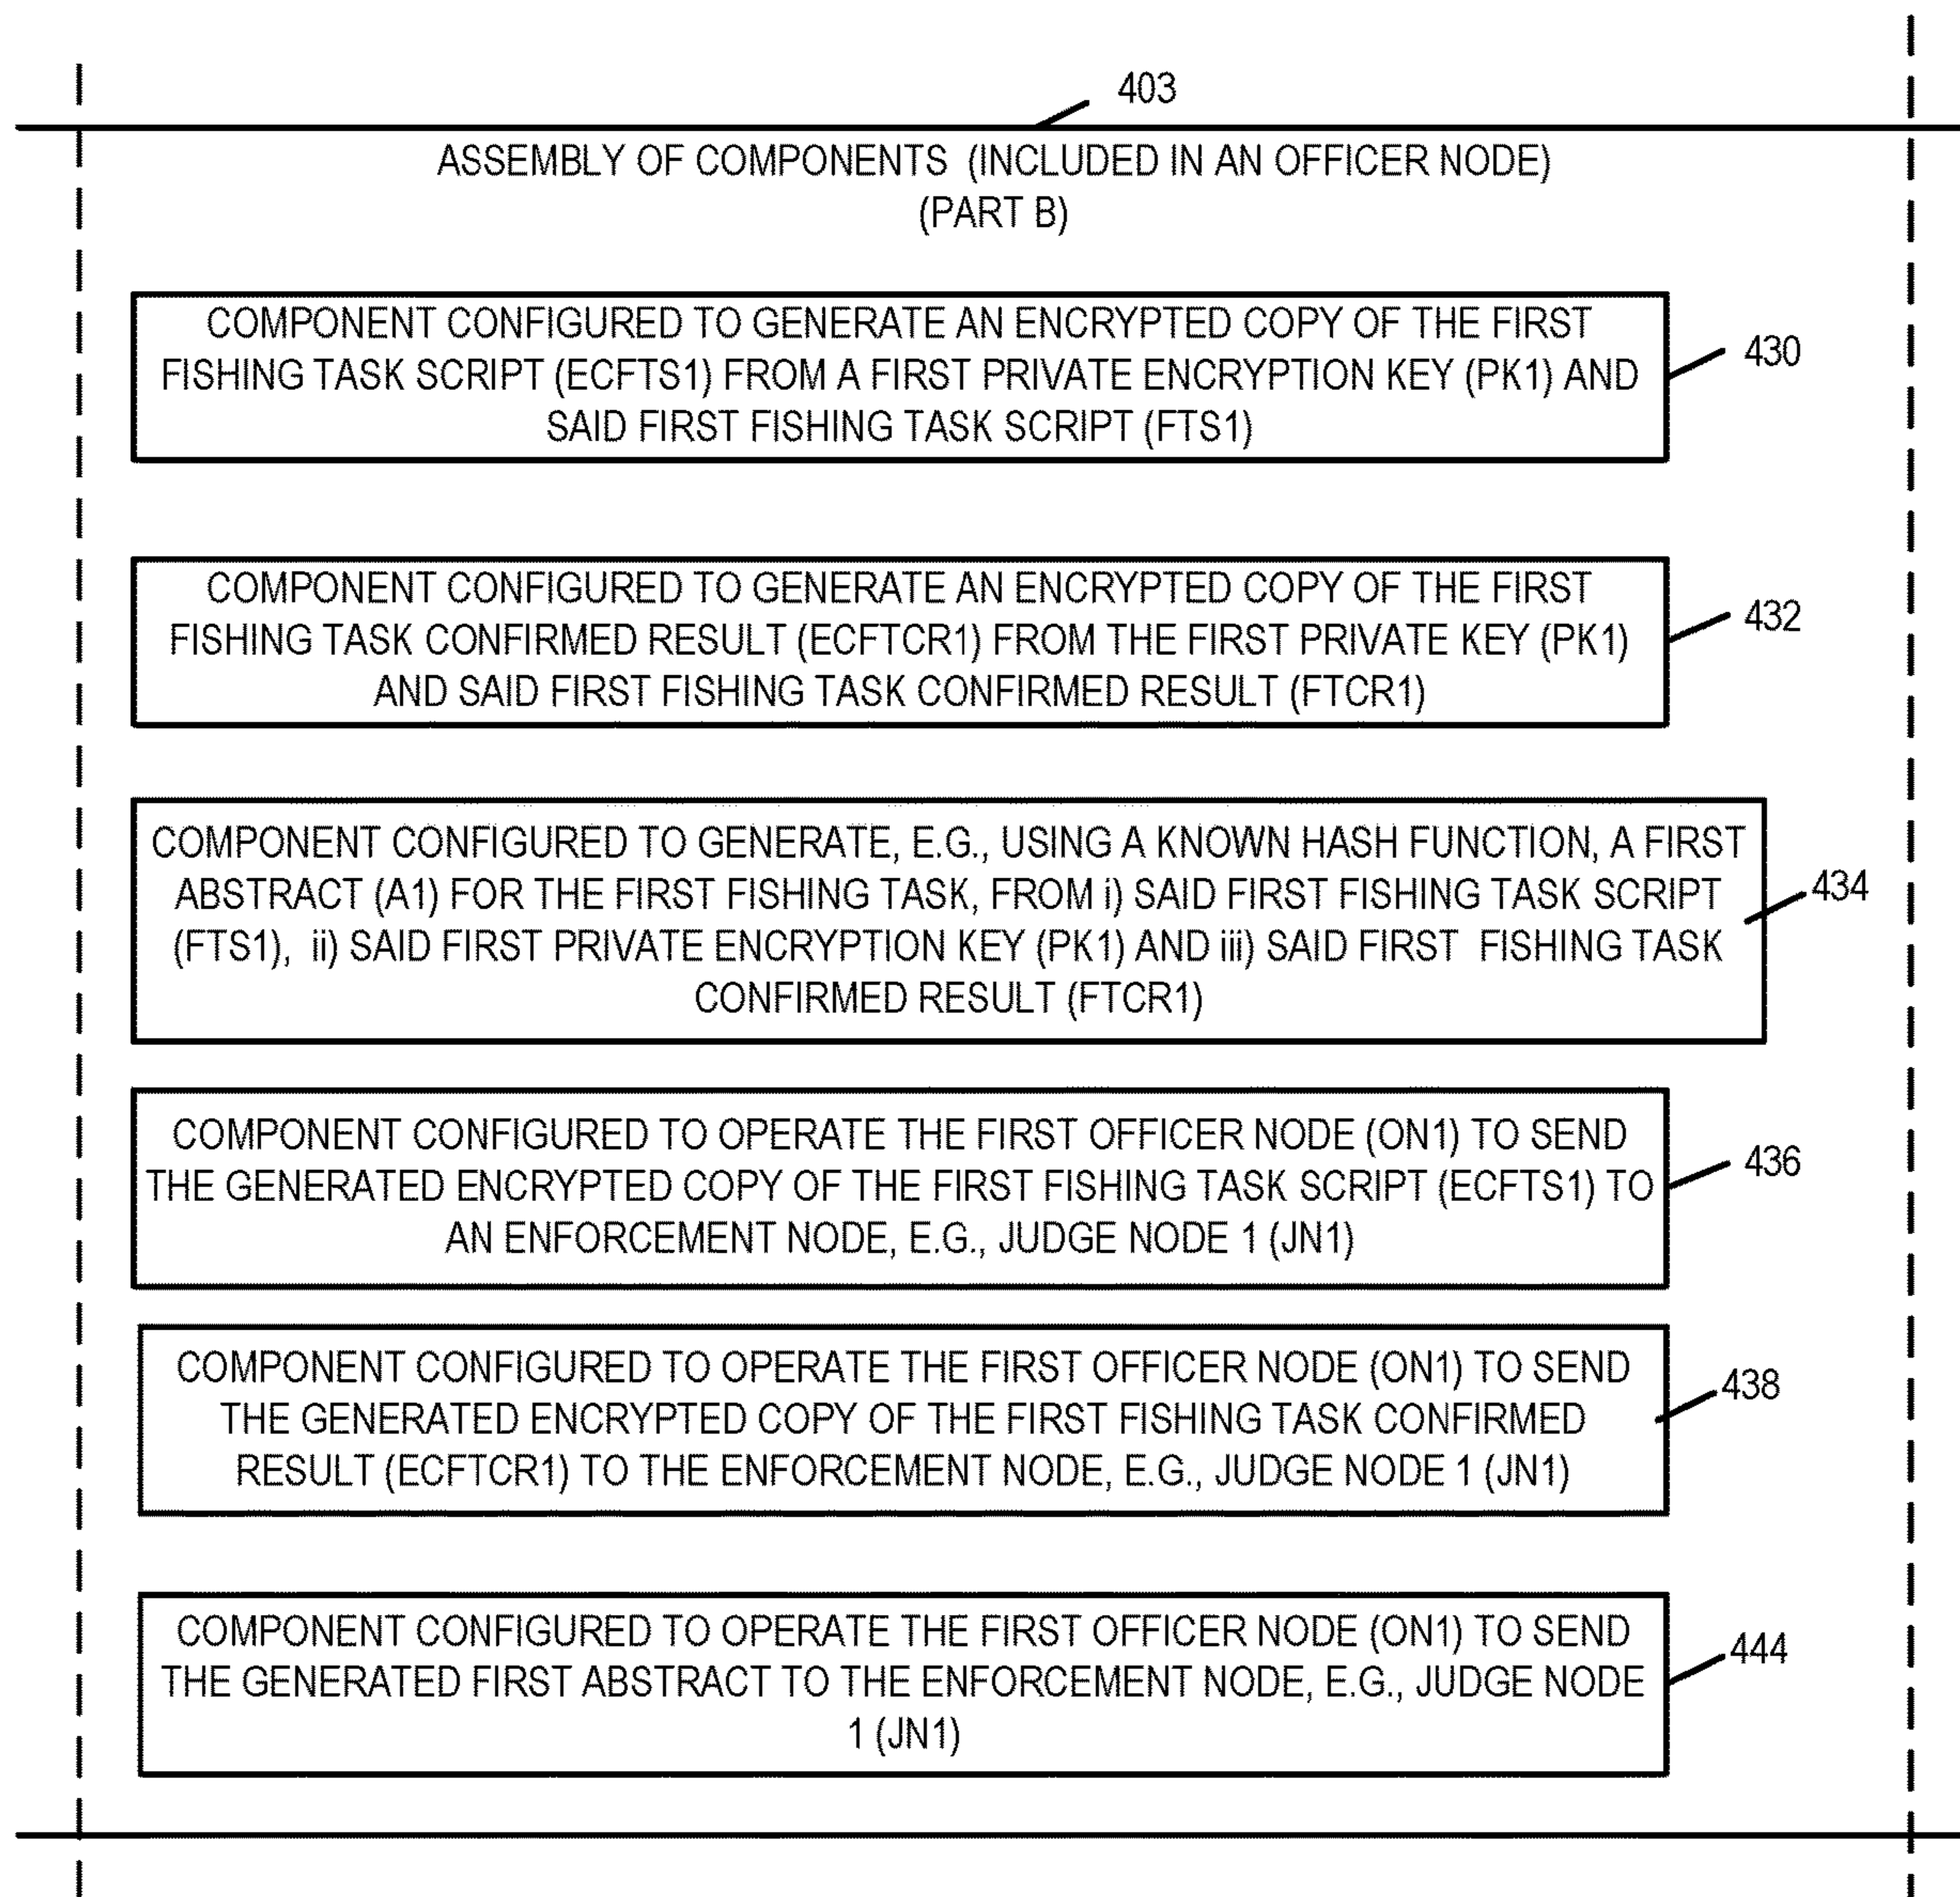 403
ASSEMBLY OF COMPONENTS (INCLUDED IN AN OFFICER NODE)
(PART B)
COMPONENT CONFIGURED TO GENERATE AN ENCRYPTED COPY OF THE FIRST
FISHING TASK SCRIPT (ECFTS1) FROM A FIRST PRIVATE ENCRYPTION KEY (PK1) AND
SAID FIRST FISHING TASK SCRIPT (FTS1)
430
COMPONENT CONFIGURED TO GENERATE AN ENCRYPTED COPY OF THE FIRST
FISHING TASK CONFIRMED RESULT (ECFTCR1) FROM THE FIRST PRIVATE KEY (PK1)
AND SAID FIRST FISHING TASK CONFIRMED RESULT (FTCR1)
432
COMPONENT CONFIGURED TO GENERATE, E.G., USING A KNOWN HASH FUNCTION, A FIRST
ABSTRACT (A1) FOR THE FIRST FISHING TASK, FROM i) SAID FIRST FISHING TASK SCRIPT
(FTS1), ii) SAID FIRST PRIVATE ENCRYPTION KEY (PK1) AND iii) SAID FIRST FISHING TASK
CONFIRMED RESULT (FTCR1)
434
COMPONENT CONFIGURED TO OPERATE THE FIRST OFFICER NODE (ON1) TO SEND
THE GENERATED ENCRYPTED COPY OF THE FIRST FISHING TASK SCRIPT (ECFTS1) TO
AN ENFORCEMENT NODE, E.G., JUDGE NODE 1 (JN1)
436
COMPONENT CONFIGURED TO OPERATE THE FIRST OFFICER NODE (ON1) TO SEND
THE GENERATED ENCRYPTED COPY OF THE FIRST FISHING TASK CONFIRMED
RESULT (ECFTCR1) TO THE ENFORCEMENT NODE, E.G., JUDGE NODE 1 (JN1)
438
COMPONENT CONFIGURED TO OPERATE THE FIRST OFFICER NODE (ON1) TO SEND
THE GENERATED FIRST ABSTRACT TO THE ENFORCEMENT NODE, E.G., JUDGE NODE
1 (JN1)
444